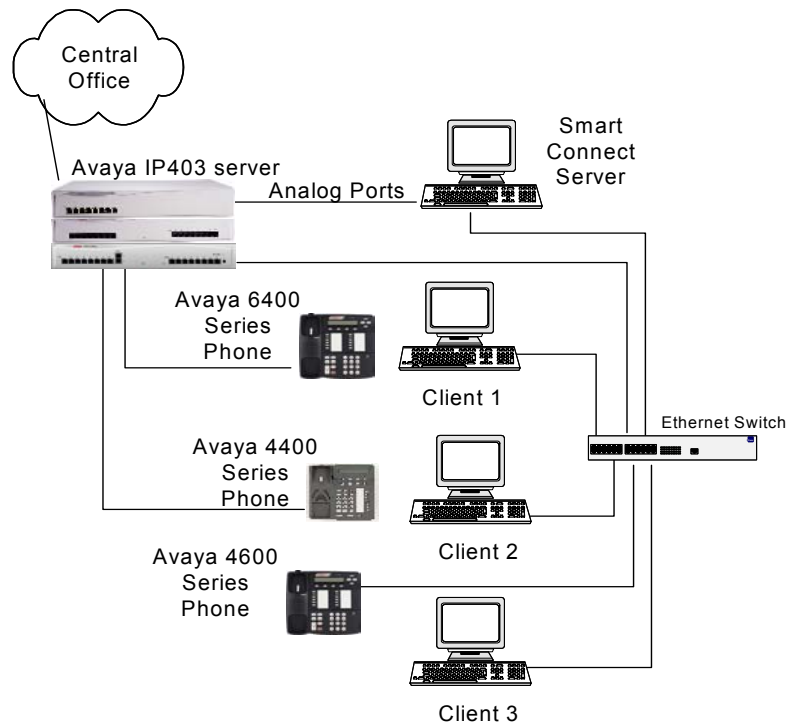 Central
Office
Avaya IP403 server
Analog Ports
Smart
Connect
Server
Avaya 6400
Series
Phone
Client 1
Ethernet Switch
Avaya 4400
Series
Phone
Client 2
Avaya 4600
Series
Phone
Client 3